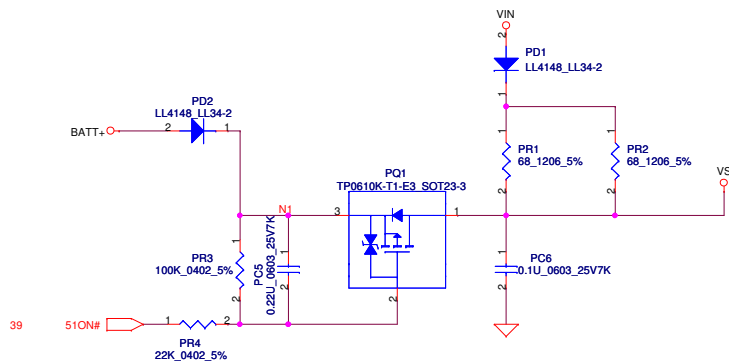 VIN
2
PD1
LL4148_LL34-2
1
PD2
LL4148_LL34-2
BATT+
2
1
1
1
PR1
68_1206_5%
PR2
68_1206_5%
2
2
VS
PQ1
TP0610K-T1-E3_SOT23-3
N1
3
1
2
1
PR3
100K_0402_5%
2
1
PC5
0.22U_0603_25V7K
2
1
PC6
0.1U_0603_25V7K
2
39
51ON#
1
2
PR4
22K_0402_5%